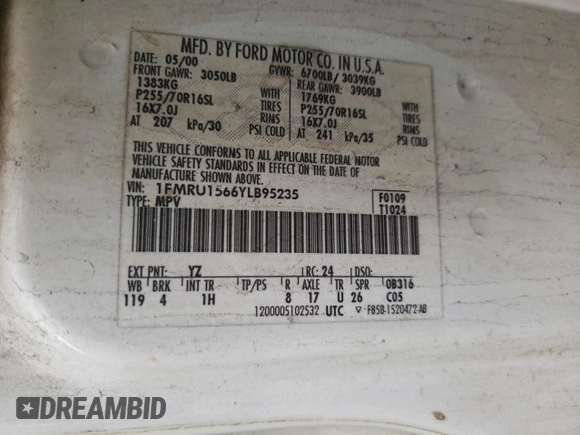 MFD. BY FORD MOTOR CO. IN U.S.A.
DATE: 05/00 GVWR: 6700LB/ 3039KG
FRONT GAWR: 3050LB REAR GAWR: 3900LB
1383KG WITH 1769KG WITH
P255/70R16SL TIRES P255/70R16SL TIRES
16X7.0J RIMS 16X7.0J RIMS
AT 207 kPa/30 PSI COLD AT 241 kPa/35 PSI COLD
THIS VEHICLE CONFORMS TO ALL APPLICABLE FEDERAL MOTOR
VEHICLE SAFETY STANDARDS IN EFFECT ON THE DATE OF
MANUFACTURE SHOWN ABOVE.
VIN: 1FMRU1566YLB95235 F0109
TYPE: MPV T1024
EXT PNT: YZ RC: 24 DSO:
WB BRK INT TR TP/PS R AXLE TR SPR 0B316
119 4 1H 8 17 U 26 C05
1200005102532 UTC ▽ F8SB-1520472-AB
DREAMBID